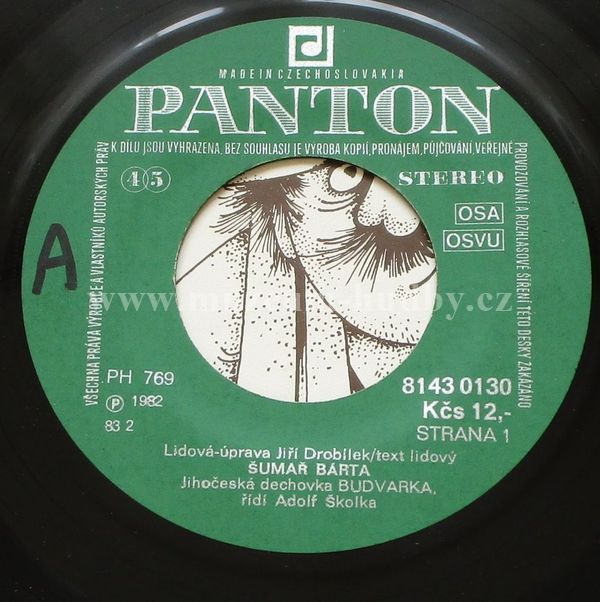 MADE IN CZECHOSLOVAKIA
PANTON
VŠECHNA PRÁVA VÝROBCE A VLASTNÍKŮ AUTORSKÝCH PRÁV K DÍLU JSOU VYHRAZENA, BEZ SOUHLASU JE VÝROBA KOPIÍ, PRONÁJEM, PŮJČOVÁNÍ, VEŘEJNÉ PROVOZOVÁNÍ A ROZHLASOVÉ ŠÍŘENÍ TÉTO DESKY ZAKÁZÁNO
45
STEREO
OSA
OSVU
A
PH 769
℗ 1982
83 2
8143 0130
Kčs 12,-
STRANA 1
Lidová-úprava Jiří Drobílek/text lidový
ŠUMAŘ BÁRTA
Jihočeská dechovka BUDVARKA,
řídí Adolf Školka